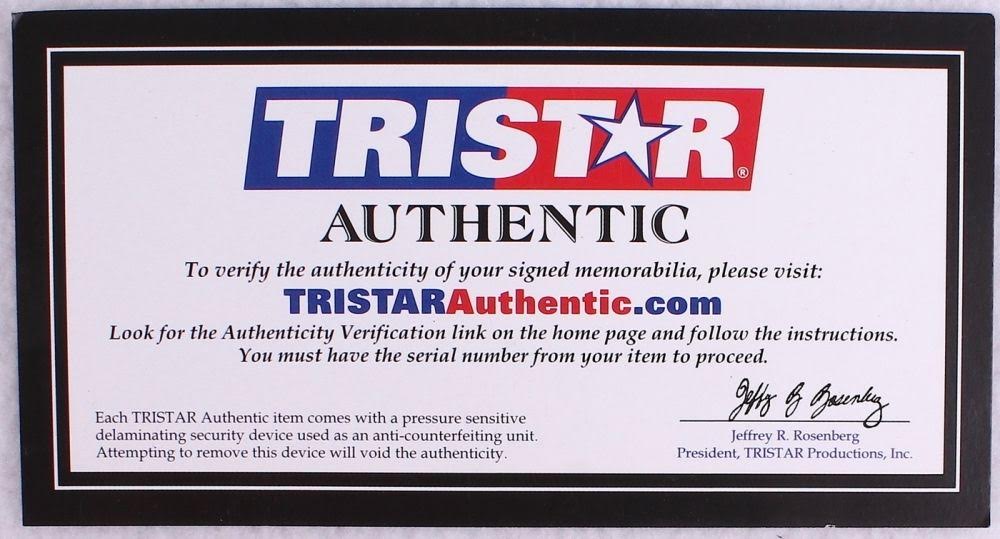 TRISTAR®
AUTHENTIC
To verify the authenticity of your signed memorabilia, please visit:
TRISTARAuthentic.com
Look for the Authenticity Verification link on the home page and follow the instructions.
You must have the serial number from your item to proceed.
Each TRISTAR Authentic item comes with a pressure sensitive
delaminating security device used as an anti-counterfeiting unit.
Attempting to remove this device will void the authenticity.
Jeffrey R. Rosenberg
President, TRISTAR Productions, Inc.